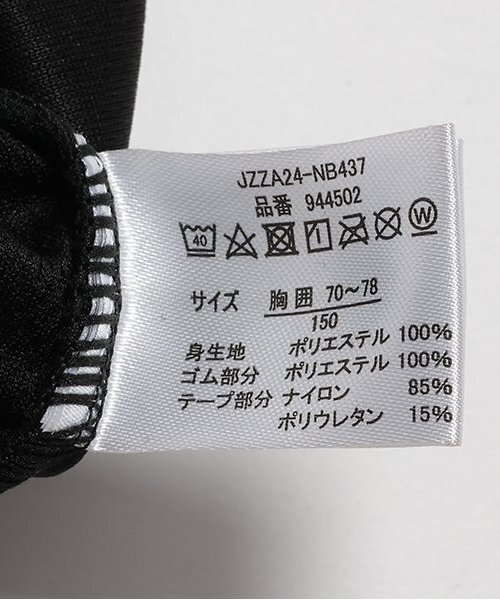 JZZA24-NB437
品番 944502
40 W
サイズ 胸囲 70～78
150
身生地 ポリエステル 100%
ゴム部分 ポリエステル 100%
テープ部分 ナイロン 85%
ポリウレタン 15%